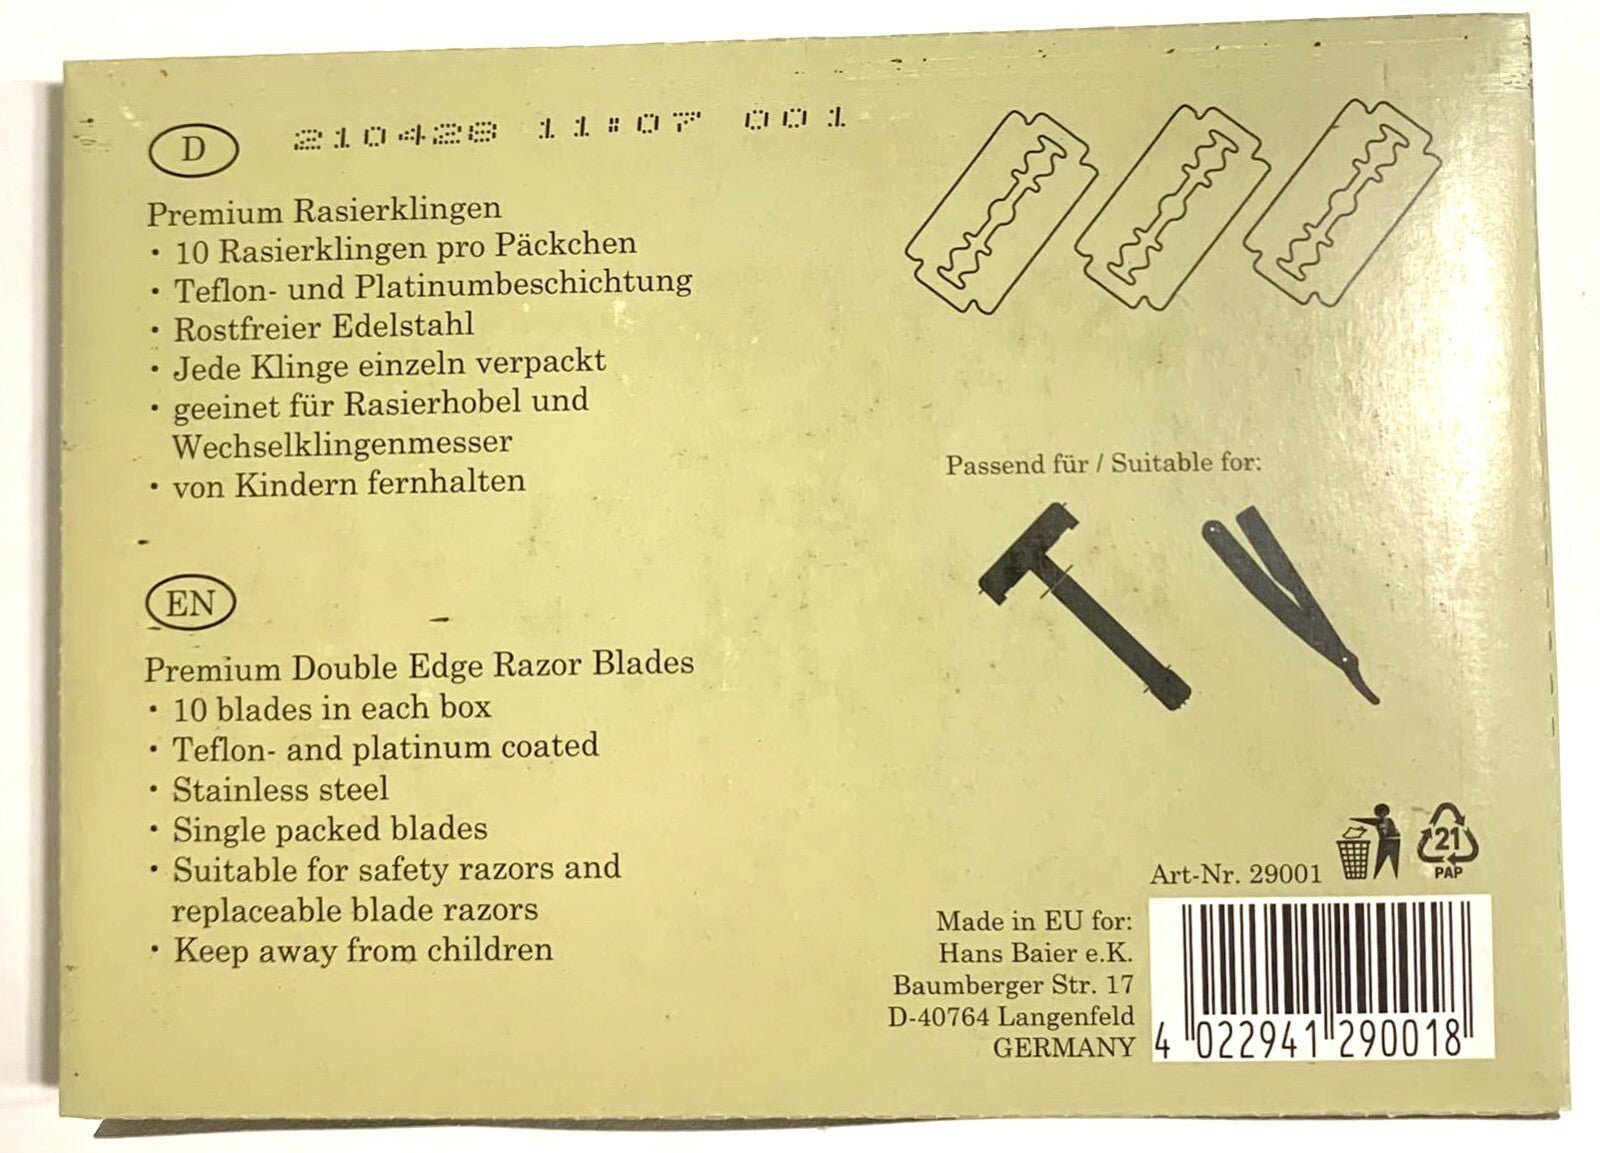 D
210428 11:07 001
Premium Rasierklingen
· 10 Rasierklingen pro Päckchen
· Teflon- und Platinumbeschichtung
· Rostfreier Edelstahl
· Jede Klinge einzeln verpackt
· geeinet für Rasierhobel und
Wechselklingenmesser
· von Kindern fernhalten
EN
Premium Double Edge Razor Blades
· 10 blades in each box
· Teflon- and platinum coated
· Stainless steel
· Single packed blades
· Suitable for safety razors and
replaceable blade razors
· Keep away from children
Passend für / Suitable for:
21
PAP
Art-Nr. 29001
Made in EU for:
Hans Baier e.K.
Baumberger Str. 17
D-40764 Langenfeld
GERMANY
4 022941 290018